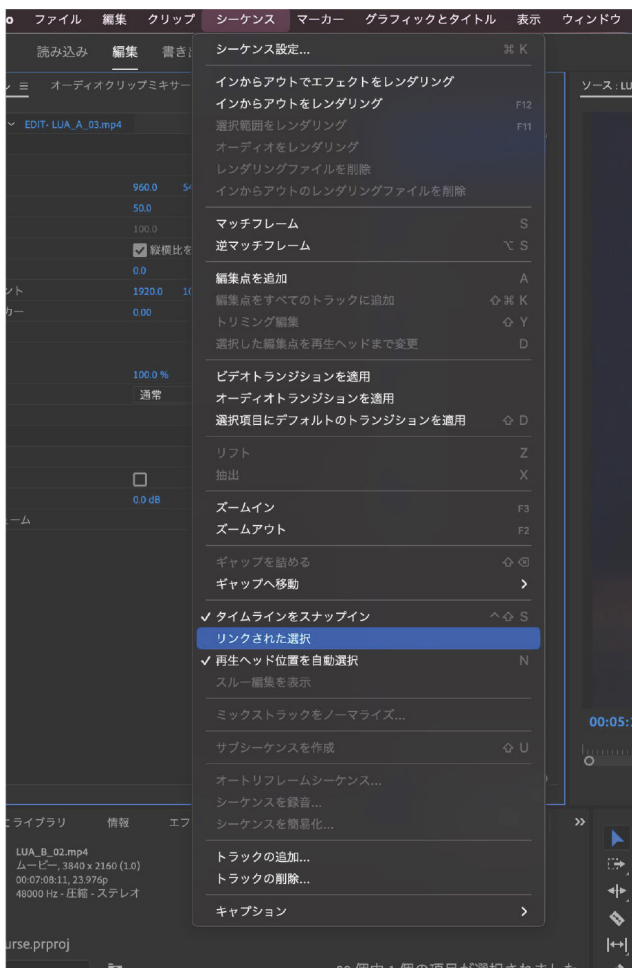 ファイル 編集 クリップ シーケンス マーカー グラフィックとタイトル 表示 ウィンドウ
読み込み 編集 書き
オーディオクリップミキサー
ソース : LU
EDIT- LUA_A_03.mp4
960.0
50.0
100.0
縦横比を
0.0
1920.0
0.00
100.0 %
通常
0.0 dB
シーケンス設定... ⌘ K
インからアウトでエフェクトをレンダリング
インからアウトをレンダリング F12
選択範囲をレンダリング F11
オーディオをレンダリング
レンダリングファイルを削除
インからアウトのレンダリングファイルを削除
マッチフレーム S
逆マッチフレーム ⌥ S
編集点を追加 A
編集点をすべてのトラックに追加 ⇧ ⌘ K
トリミング編集 ⇧ Y
選択した編集点を再生ヘッドまで変更 D
ビデオトランジションを適用
オーディオトランジションを適用
選択項目にデフォルトのトランジションを適用 ⇧ D
リフト Z
抽出 X
ズームイン F3
ズームアウト F2
ギャップを詰める ⇧ ⌫
ギャップへ移動 >
✓ タイムラインをスナップイン ^ ⇧ S
リンクされた選択
✓ 再生ヘッド位置を自動選択 N
スルー編集を表示
ミックストラックをノーマライズ...
サブシーケンスを作成 ⇧ U
オートリフレームシーケンス...
シーケンスを録音...
シーケンスを簡易化...
トラックの追加...
トラックの削除...
キャプション >
00:05:
ライブラリ 情報 エフ
LUA_B_02.mp4
ムービー, 3840 x 2160 (1.0)
00:07:08:11, 23.976p
48000 Hz - 圧縮 - ステレオ
urse.prproj
個の項目が選択されました